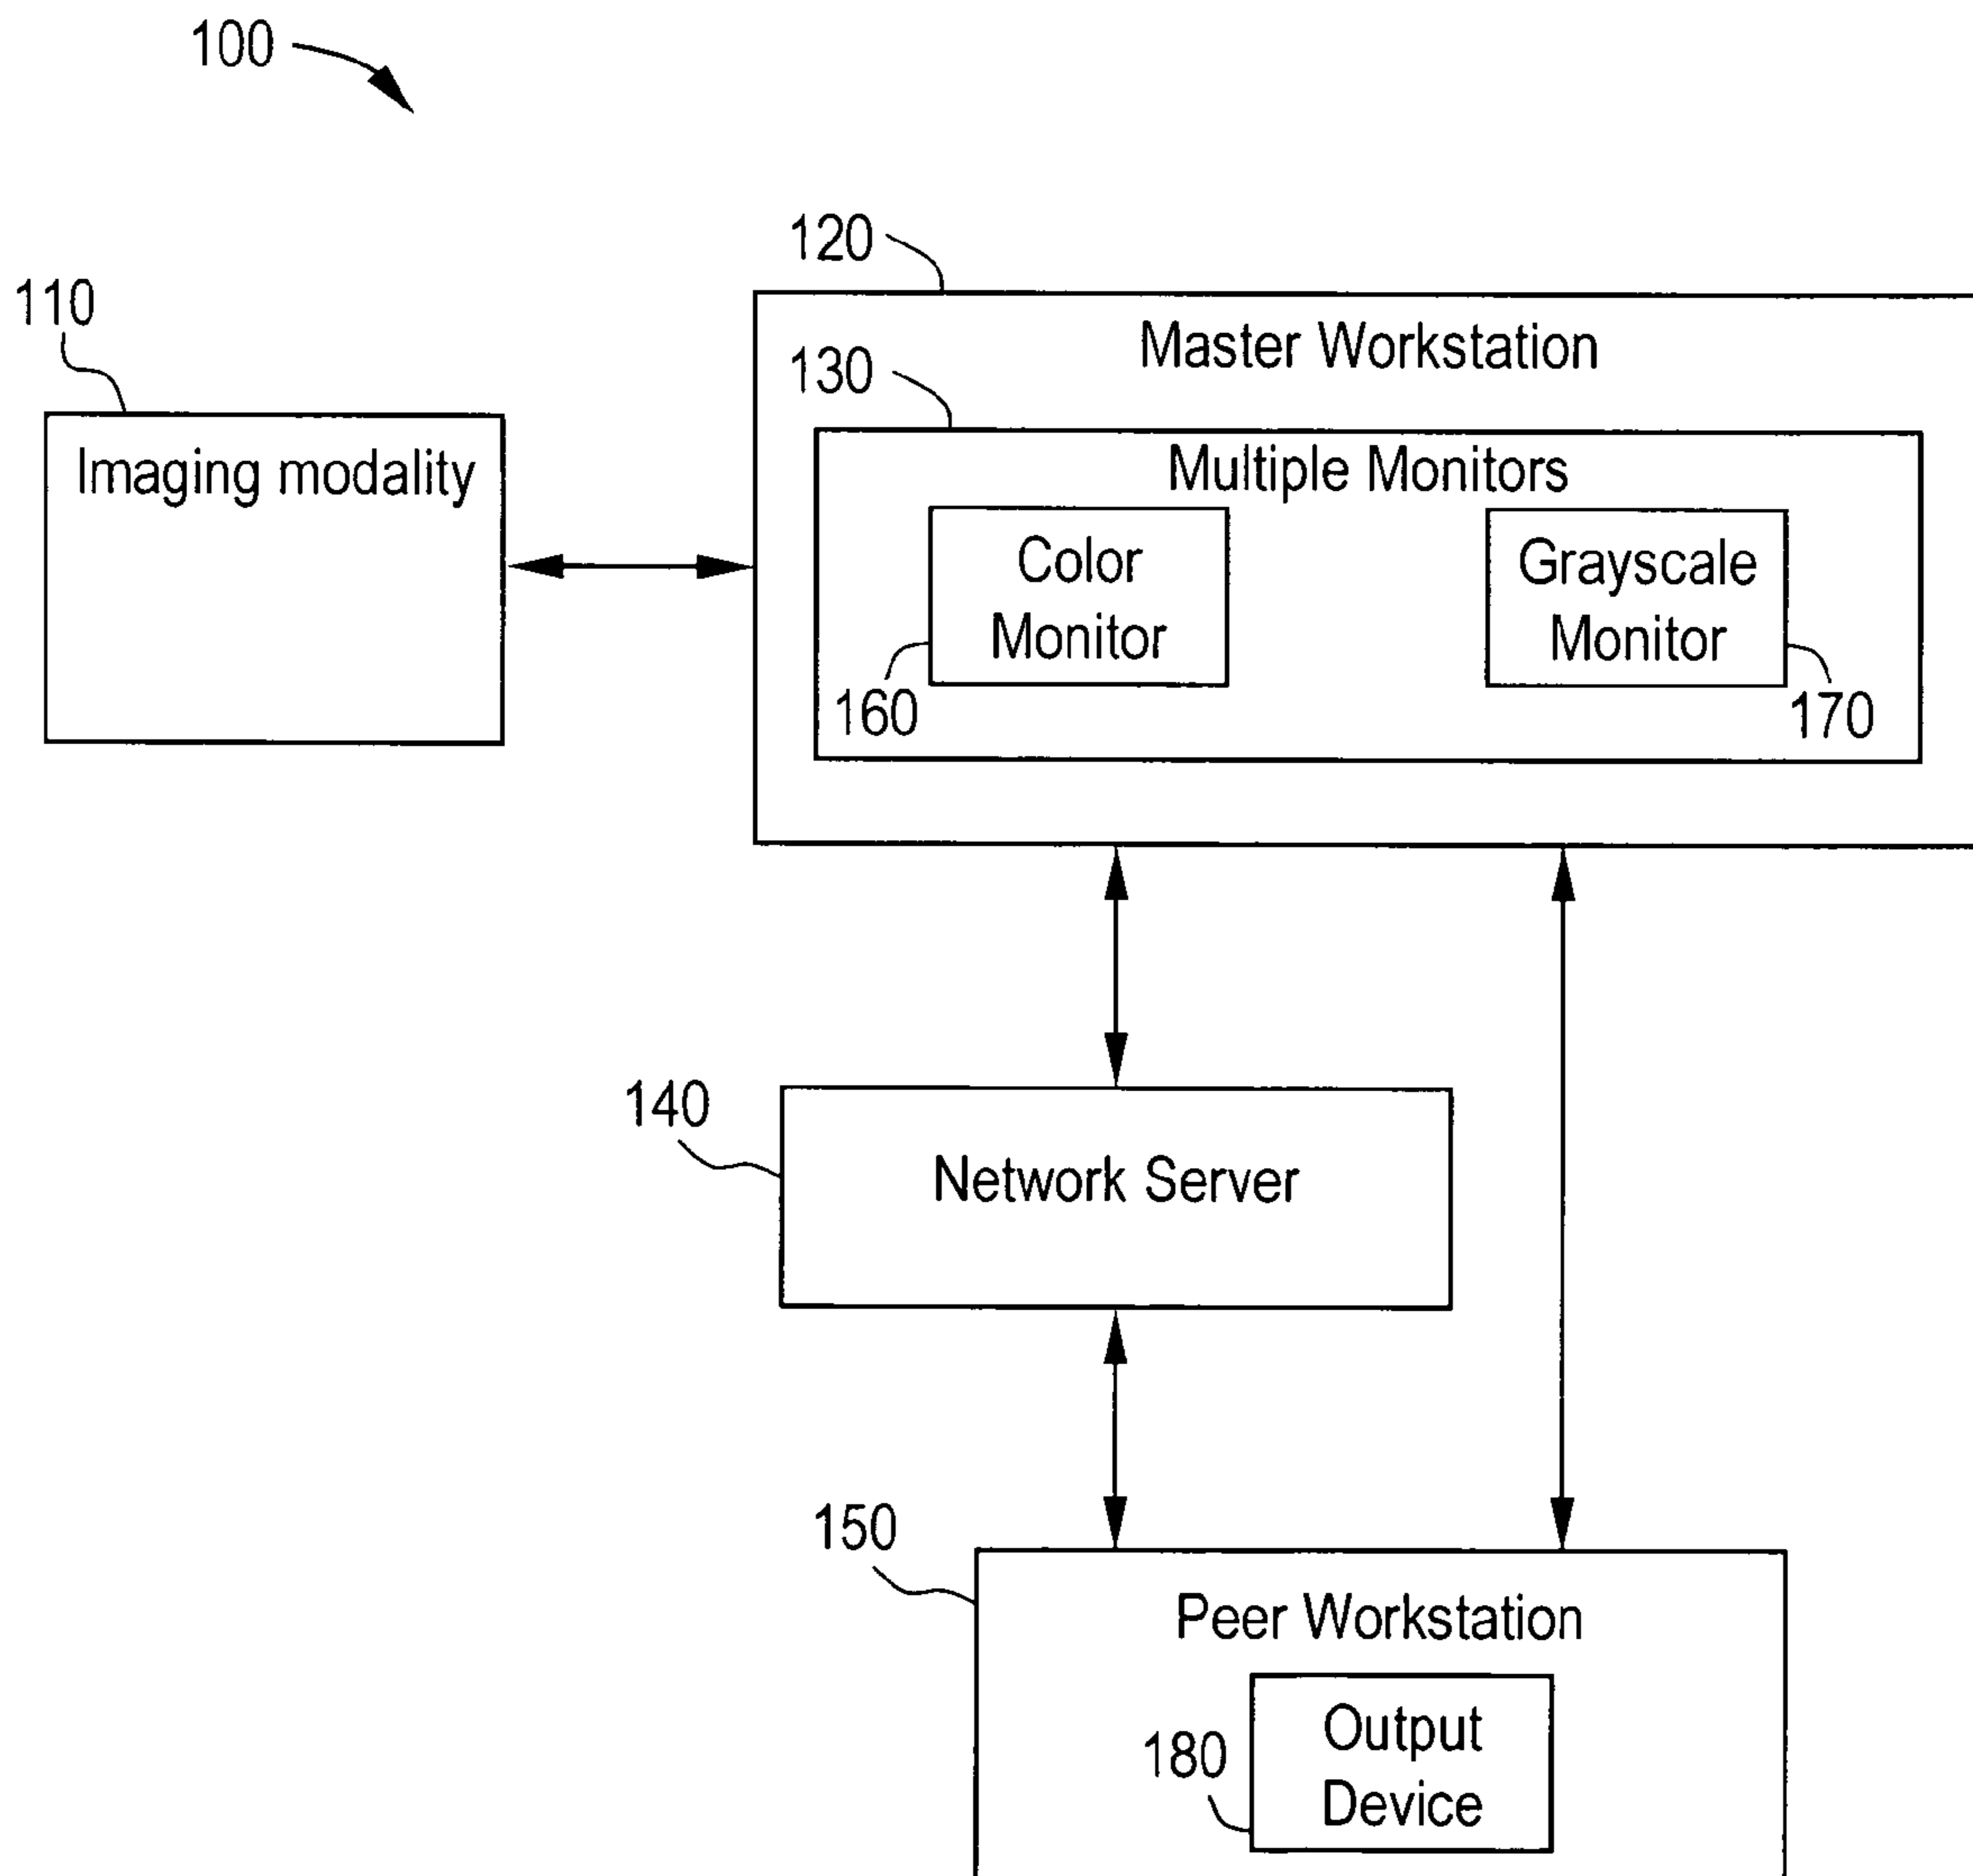 100
120
110
Master Workstation
130
Imaging modality
Multiple Monitors
Color
Monitor
Grayscale
Monitor
160
170
140
Network Server
150
Peer Workstation
Output
Device
180